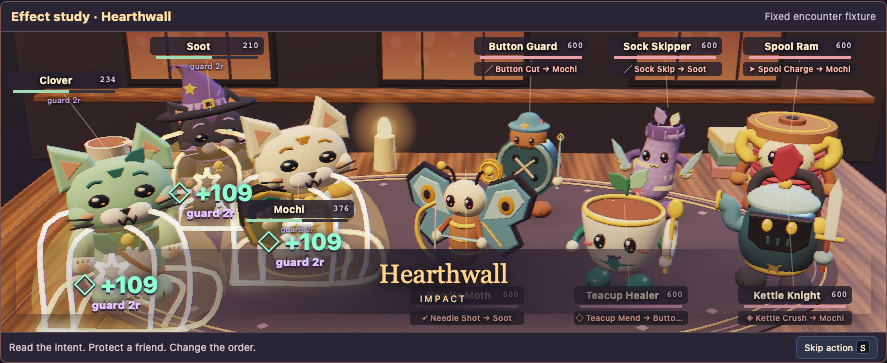 Effect study · Hearthwall
Fixed encounter fixture
Soot 210
guard 2r
Clover 234
guard 2r
Button Guard 600
Button Cut → Mochi
Sock Skipper 600
Sock Skip → Soot
Spool Ram 600
Spool Charge → Mochi
+109
guard 2r
Mochi 376
guard 2r
+109
guard 2r
+109
guard 2r
Hearthwall
IMPACT
Moth 600
Needle Shot → Soot
Teacup Healer 600
Teacup Mend → Butto...
Kettle Knight 600
Kettle Crush → Mochi
Read the intent. Protect a friend. Change the order.
Skip action S